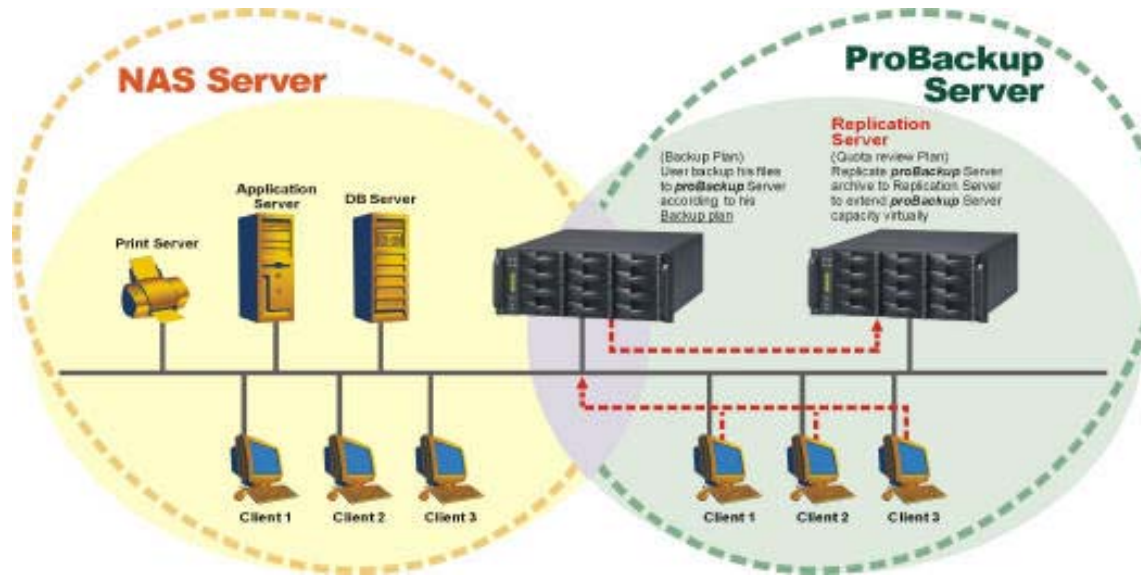 NAS Server
ProBackup
Server
Replication
Server
(Backup Plan)
User backup his files
to proBackup Server
according to his
Backup plan
(Quota review Plan)
Replicate proBackup Server
archive to Replication Server
to extend proBackup Server
capacity virtually
Application
Server
DB Server
Print Server
Client 1
Client 2
Client 3
Client 1
Client 2
Client 3